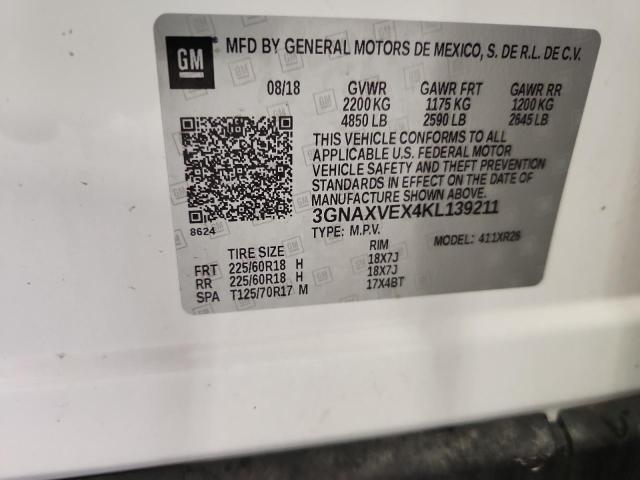 GM MFD BY GENERAL MOTORS DE MEXICO, S. DE R.L. DE C.V.
08/18 GVWR GAWR FRT GAWR RR
2200 KG 1175 KG 1200 KG
4850 LB 2590 LB 2645 LB
THIS VEHICLE CONFORMS TO ALL
APPLICABLE U.S. FEDERAL MOTOR
VEHICLE SAFETY AND THEFT PREVENTION
STANDARDS IN EFFECT ON THE DATE OF
MANUFACTURE SHOWN ABOVE.
3GNAXVEX4KL139211
8624
TYPE: M.P.V. MODEL: 411XR26
TIRE SIZE RIM
FRT 225/60R18 H 18X7J
RR 225/60R18 H 18X7J
SPA T125/70R17 M 17X4BT